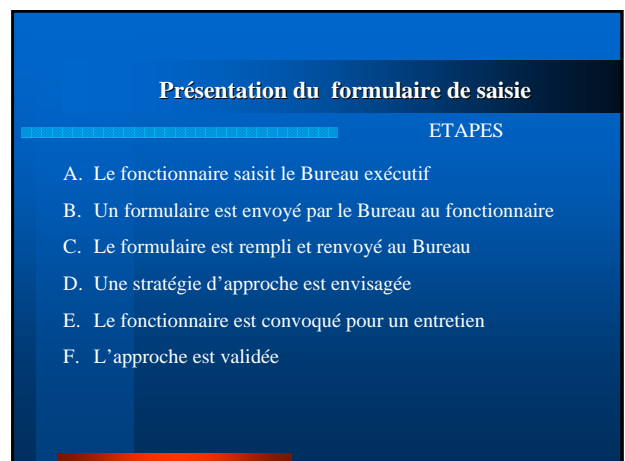 Présentation du formulaire de saisie
ETAPES
A. Le fonctionnaire saisit le Bureau exécutif
B. Un formulaire est envoyé par le Bureau au fonctionnaire
C. Le formulaire est rempli et renvoyé au Bureau
D. Une stratégie d'approche est envisagée
E. Le fonctionnaire est convoqué pour un entretien
F. L'approche est validée